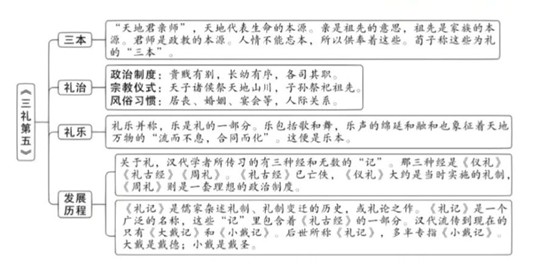 《三礼第五》
三本
“天地君亲师”，天地代表生命的本源。亲是祖先的意思，祖先是家族的本
源。君师是政教的本源。人情不能忘本，所以供奉着这些。荀子称这些为礼
的“三本”。
礼治
政治制度：贵贱有别，长幼有序，各司其职。
宗教仪式：天子诸侯祭天地山川，子孙祭祀祖先。
风俗习惯：居丧、婚姻、宴会等，人际关系。
礼乐
礼乐并称，乐是礼的一部分。乐包括歌和舞，乐声的绵延和融和也象征着天地
万物的“流而不息，合同而化”。这便是乐本。
发展
历程
关于礼，汉代学者所传习的有三种经和无数的“记”。那三种经是《仪礼》
《礼古经》《周礼》。《礼古经》已亡佚，《仪礼》大约是当时实施的礼制，
《周礼》则是一套理想的政治制度。
《礼记》是儒家杂述礼制、礼制变迁的历史，或礼论之作。《礼记》是一个
广泛的名称，这些“记”里包含着《礼古经》的一部分。汉代流传到现在的
只有《大戴记》和《小戴记》。后世所称《礼记》，多半专指《小戴记》。
大戴是戴德；小戴是戴圣。